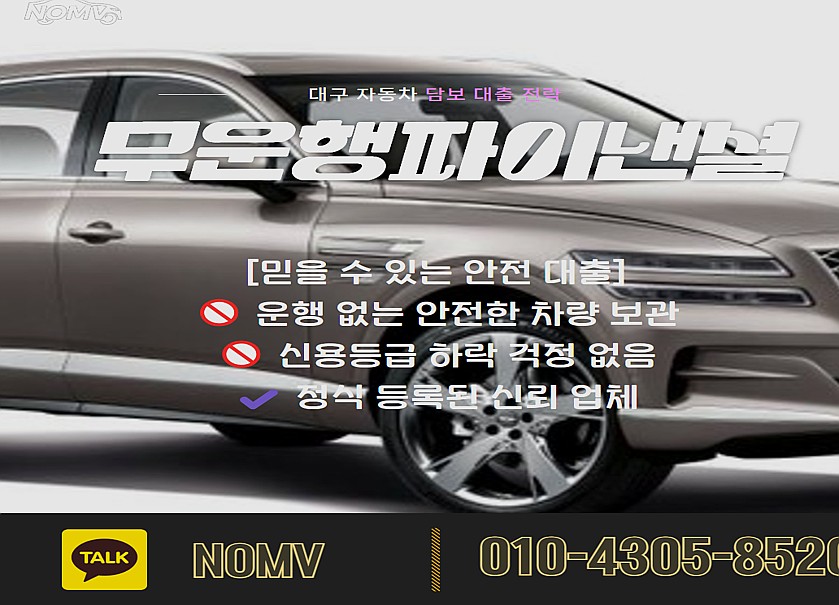 NOMV
대구 자동차 담보 대출 전략
무운행파이낸셜
[믿을 수 있는 안전 대출]
운행 없는 안전한 차량 보관
신용등급 하락 걱정 없음
정식 등록된 신뢰 업체
TALK
NOMV
010-4305-8520